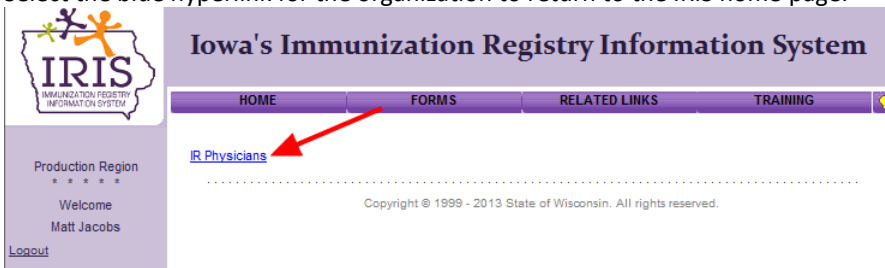 select the blue hyperlink for the organization to return to the IRIS home page.
IRIS
IMMUNIZATION REGISTRY
INFORMATION SYSTEM
Iowa's Immunization Registry Information System
HOME FORMS RELATED LINKS TRAINING
IR Physicians
Production Region
* * * * *
Welcome
Matt Jacobs
Logout
Copyright © 1999 - 2013 State of Wisconsin. All rights reserved.